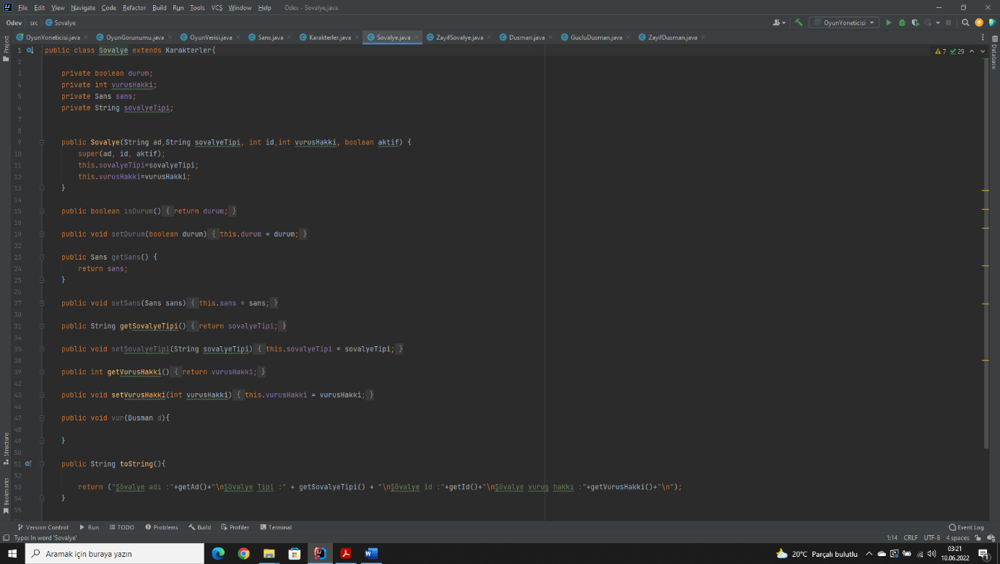 File Edit View Navigate Code Refactor Build Run Tools VCS Window Help Odev - Sovalye.java
Odev src Sovalye OyunYoneticisi
OyunYoneticisi.java OyunGorunumu.java OyunVerisi.java Sans.java Karakterler.java Sovalye.java ZayifSovalye.java Dusman.java GucluDusman.java ZayifDusman.java
Project
Database
7 29
1 public class Sovalye extends Karakterler{
2
3 private boolean durum;
4 private int vurusHakki;
5 private Sans sans;
6 private String sovalyeTipi;
7
8
9 public Sovalye(String ad,String sovalyeTipi, int id,int vurusHakki, boolean aktif) {
10 super(ad, id, aktif);
11 this.sovalyeTipi=sovalyeTipi;
12 this.vurusHakki=vurusHakki;
13 }
14
15 public boolean isDurum() { return durum; }
18
19 public void setDurum(boolean durum) { this.durum = durum; }
22
23 public Sans getSans() {
24 return sans;
25 }
26
27 public void setSans(Sans sans) { this.sans = sans; }
30
31 public String getSovalyeTipi() { return sovalyeTipi; }
34
35 public void setSovalyeTipi(String sovalyeTipi) { this.sovalyeTipi = sovalyeTipi; }
38
39 public int getVurusHakki() { return vurusHakki; }
42
43 public void setVurusHakki(int vurusHakki) { this.vurusHakki = vurusHakki; }
46
47 public void vur(Dusman d){
48
49 }
50
51 public String toString(){
52
53 return ("Şövalye adı :"+getAd()+"\nŞövalye Tipi :" + getSovalyeTipi() + "\nŞövalye id :"+getId()+"\nŞövalye vuruş hakkı :"+getVurusHakki()+"\n");
54 }
55
Structure
Bookmarks
Version Control Run TODO Problems Build Profiler Terminal Event Log
Typo: In word 'Sovalye' 1:14 CRLF UTF-8 4 spaces
Aramak için buraya yazın 20°C Parçalı bulutlu 03:21
10.06.2022 1